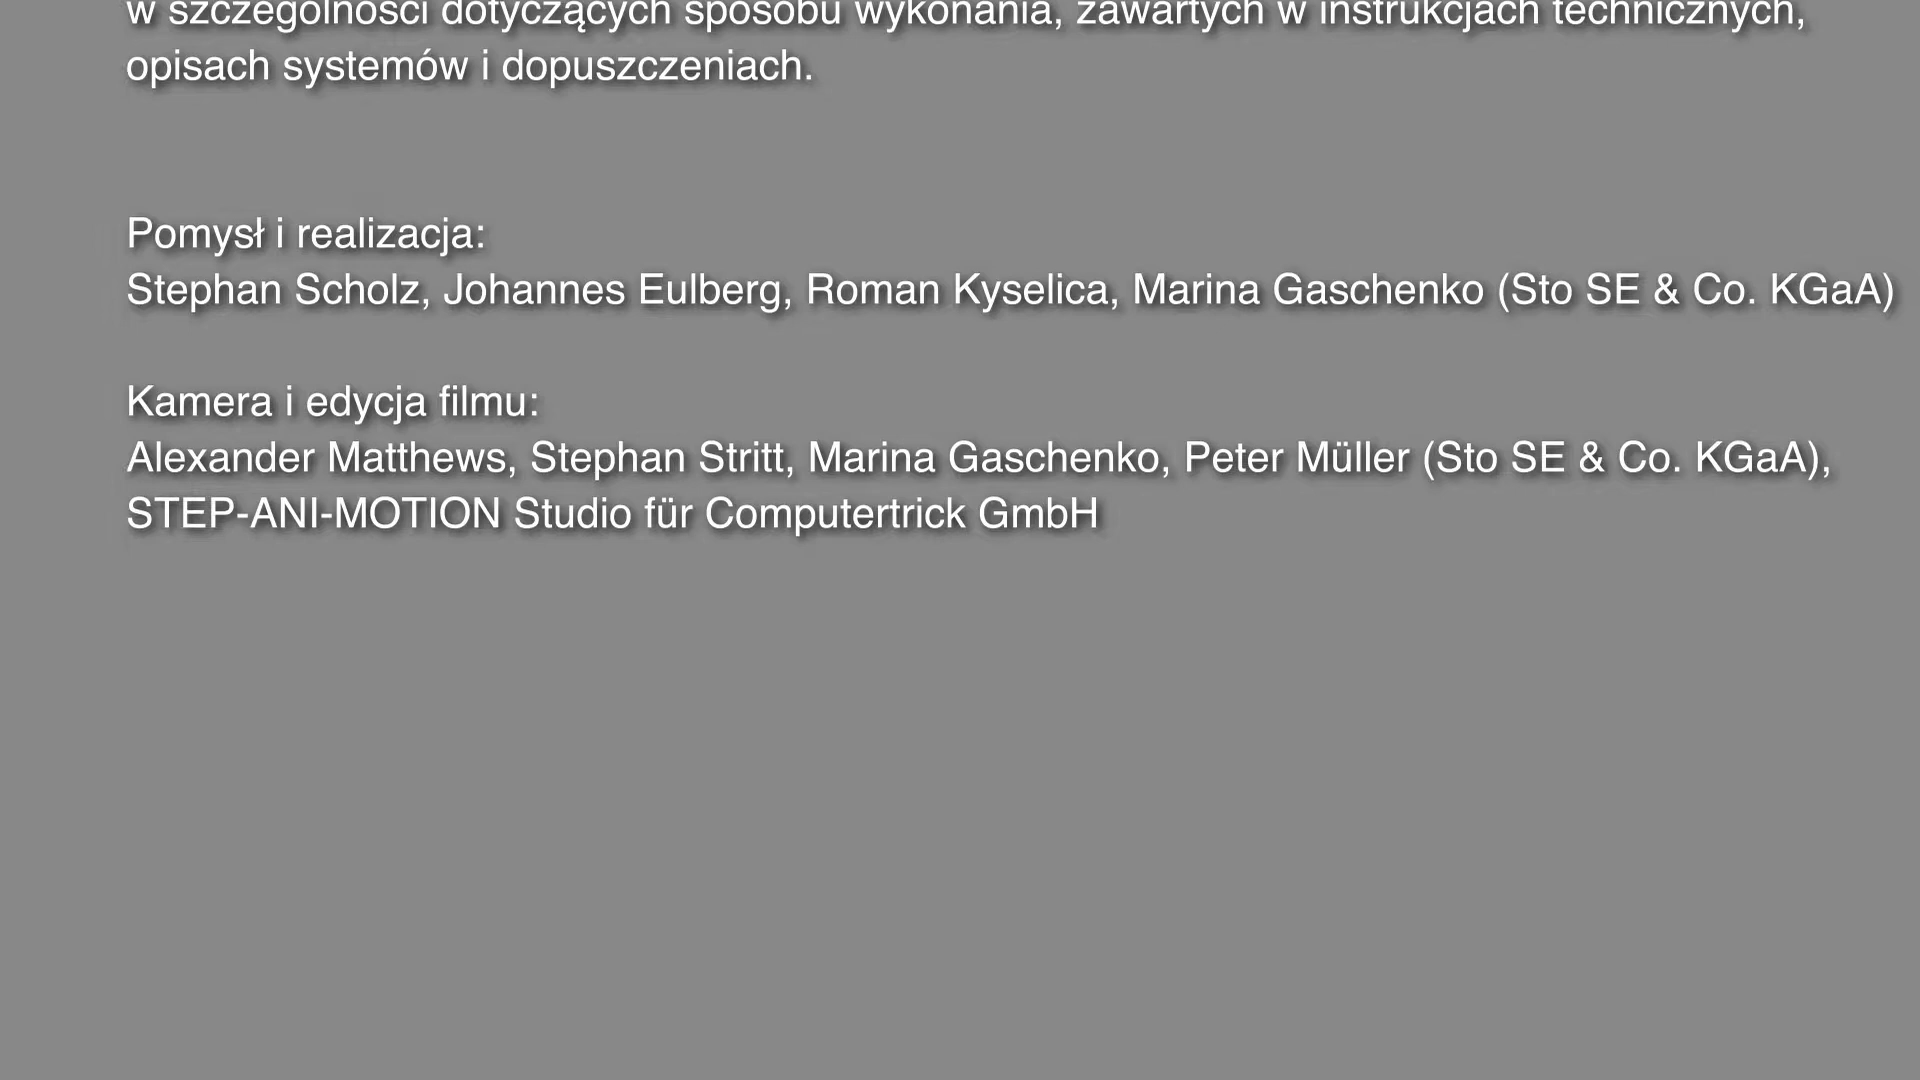 w szczególności dotyczących sposobu wykonania, zawartych w instrukcjach technicznych,
opisach systemów i dopuszczeniach.
Pomysł i realizacja:
Stephan Scholz, Johannes Eulberg, Roman Kyselica, Marina Gaschenko (Sto SE & Co. KGaA)
Kamera i edycja filmu:
Alexander Matthews, Stephan Stritt, Marina Gaschenko, Peter Müller (Sto SE & Co. KGaA),
STEP-ANI-MOTION Studio für Computertrick GmbH